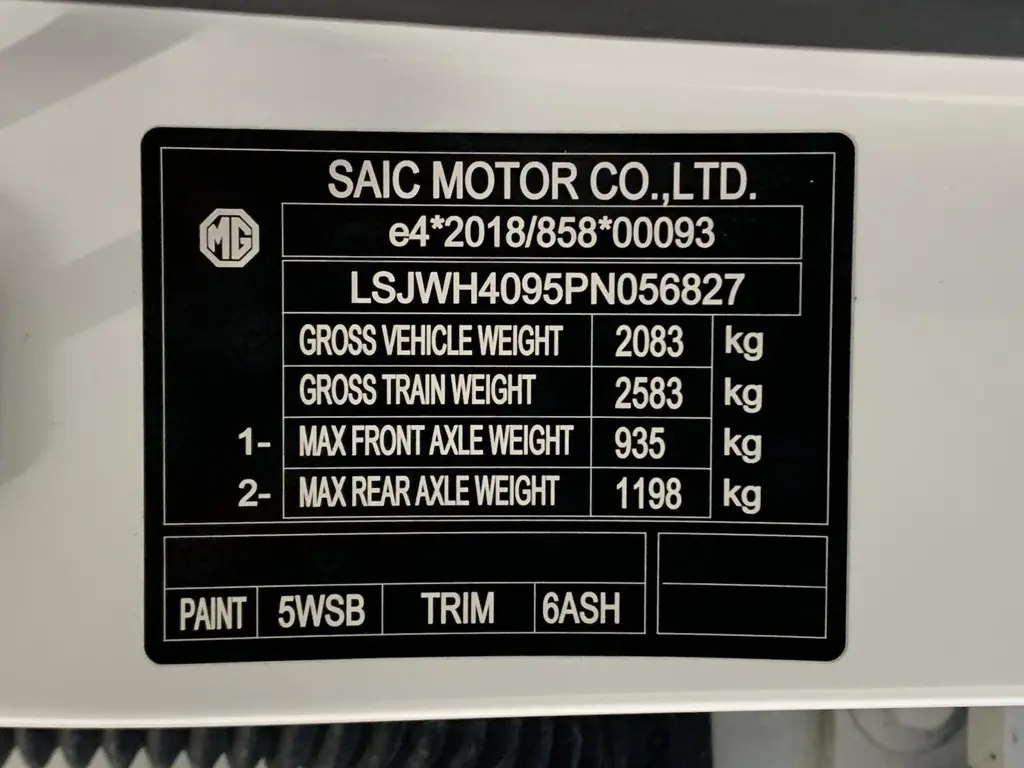 SAIC MOTOR CO.,LTD.
MG
e4*2018/858*00093
LSJWH4095PN056827
GROSS VEHICLE WEIGHT 2083 kg
GROSS TRAIN WEIGHT 2583 kg
1- MAX FRONT AXLE WEIGHT 935 kg
2- MAX REAR AXLE WEIGHT 1198 kg
PAINT 5WSB TRIM 6ASH